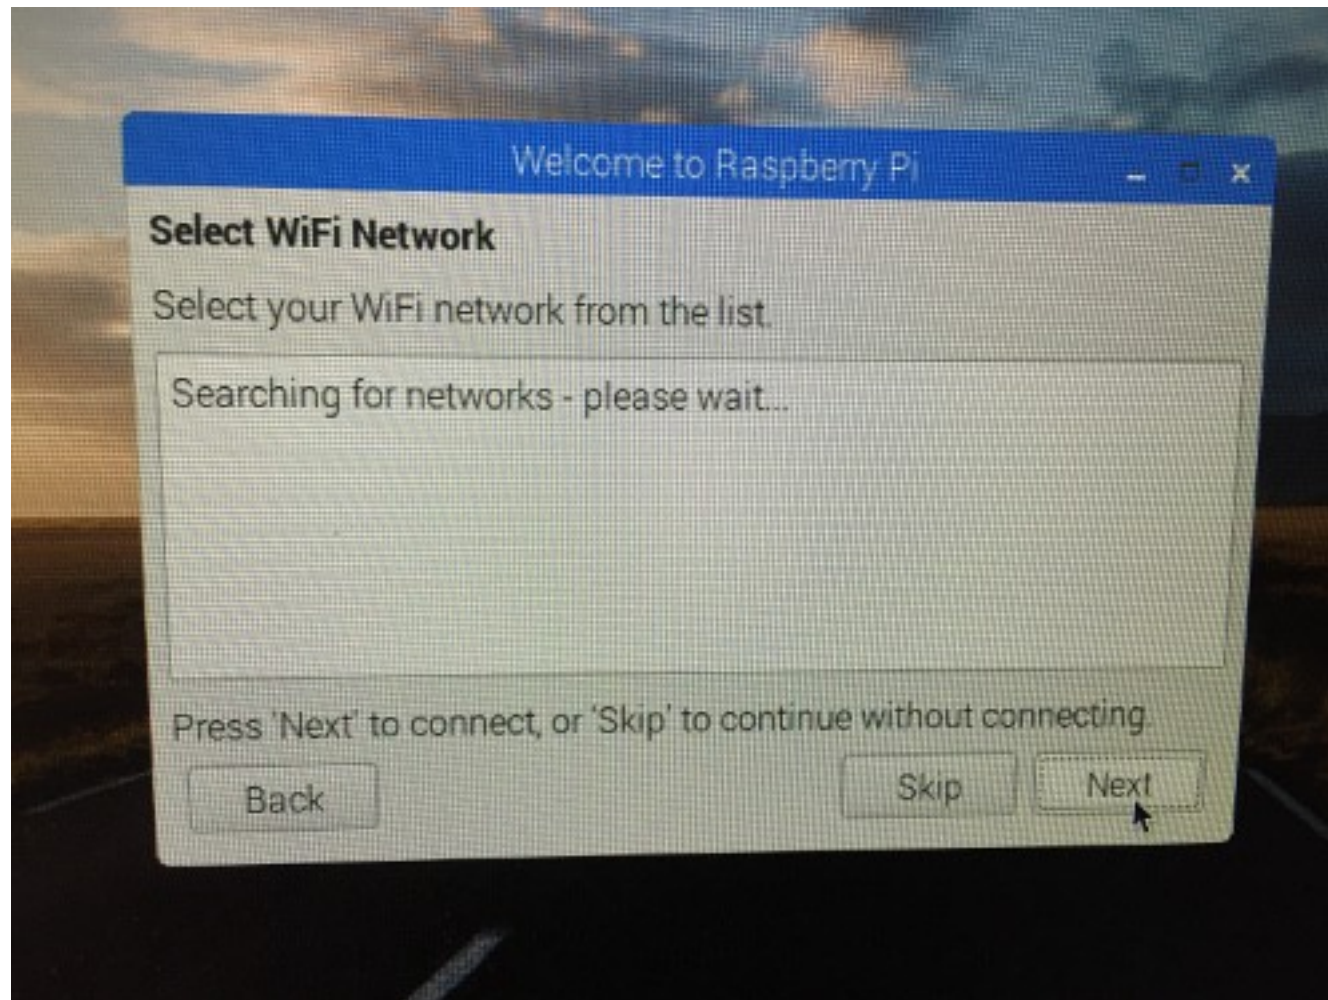 Welcome to Raspberry Pi
Select WiFi Network
Select your WiFi network from the list.
Searching for networks - please wait...
Press 'Next' to connect, or 'Skip' to continue without connecting.
Back
Skip
Next